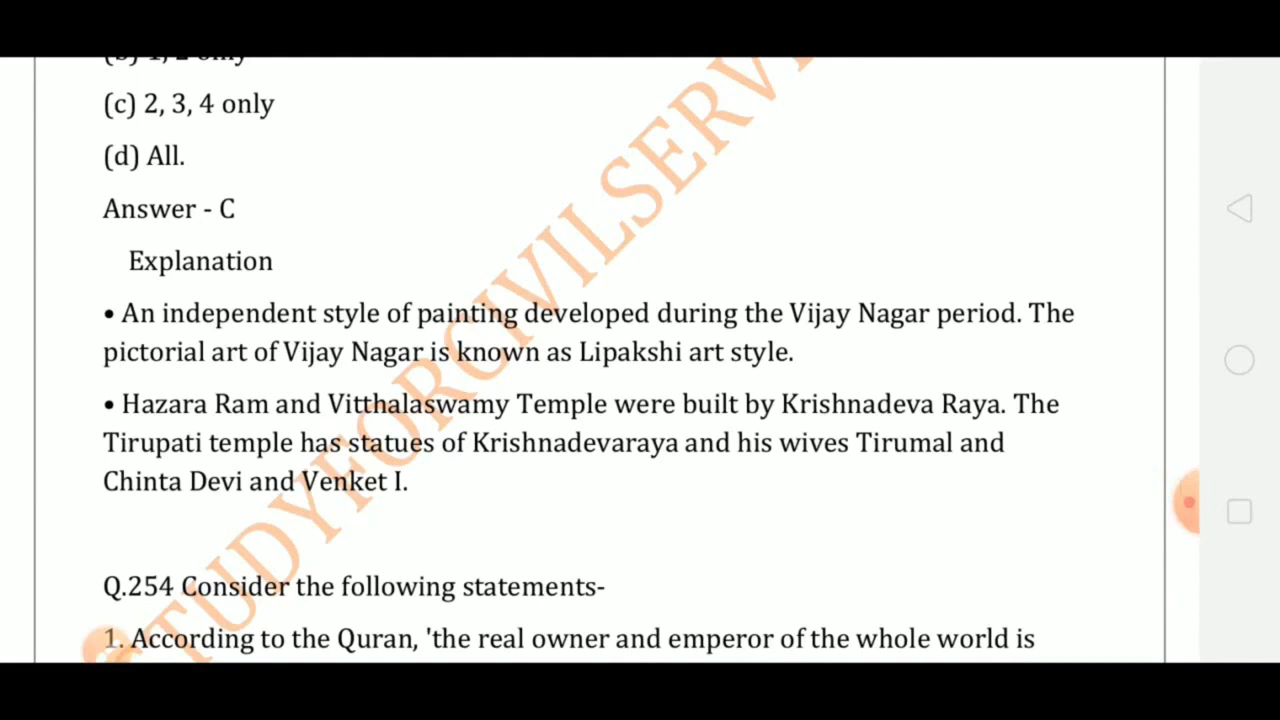 (b) 1, 2 only
(c) 2, 3, 4 only
(d) All.
Answer - C
Explanation
• An independent style of painting developed during the Vijay Nagar period. The
pictorial art of Vijay Nagar is known as Lipakshi art style.
• Hazara Ram and Vitthalaswamy Temple were built by Krishnadeva Raya. The
Tirupati temple has statues of Krishnadevaraya and his wives Tirumal and
Chinta Devi and Venket I.
Q.254 Consider the following statements-
1. According to the Quran, 'the real owner and emperor of the whole world is
STUDYFORCIVILSERVI